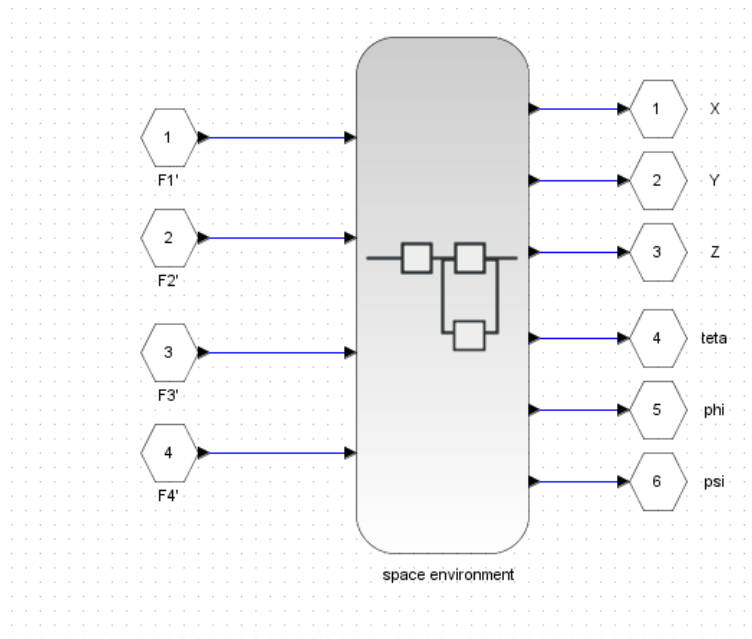 1
F1'
2
F2'
3
F3'
4
F4'
space environment
1 X
2 Y
3 Z
4 teta
5 phi
6 psi